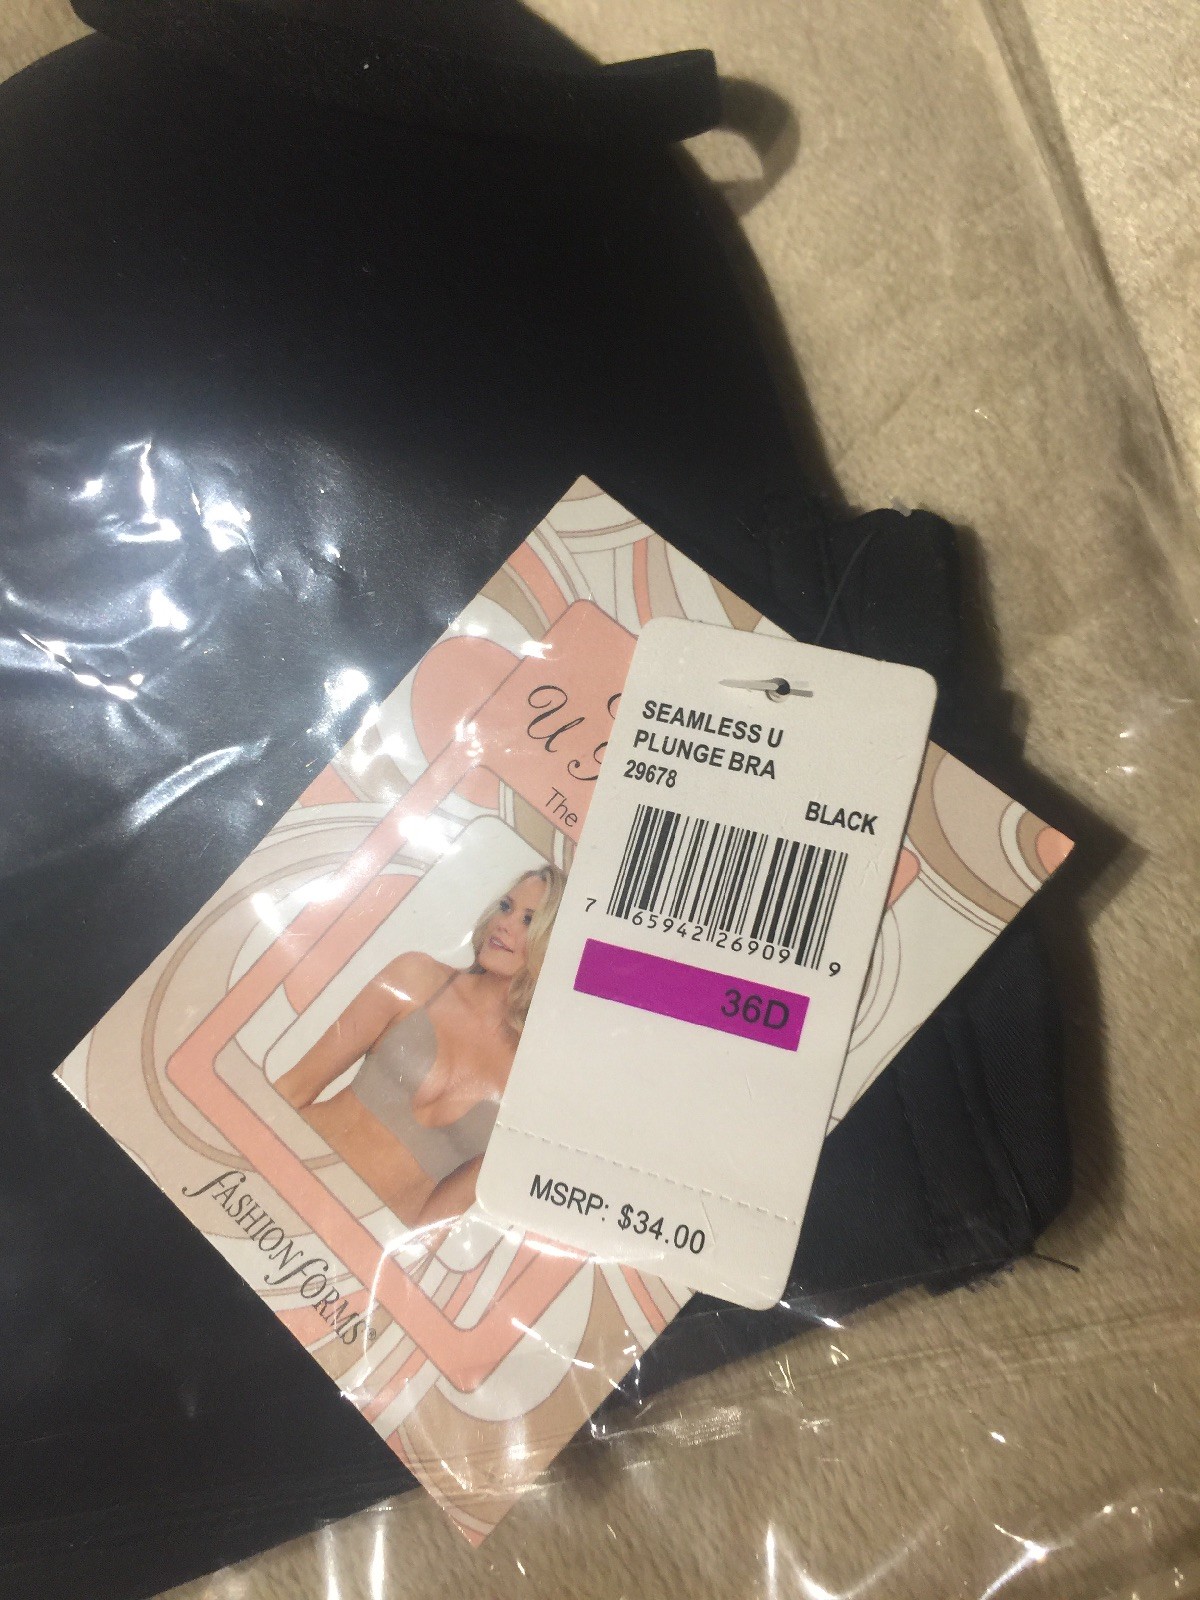 U
The
SEAMLESS U
PLUNGE BRA
29678
BLACK
7 65942 26909 9
36D
MSRP: $34.00
fASHION fORMS®